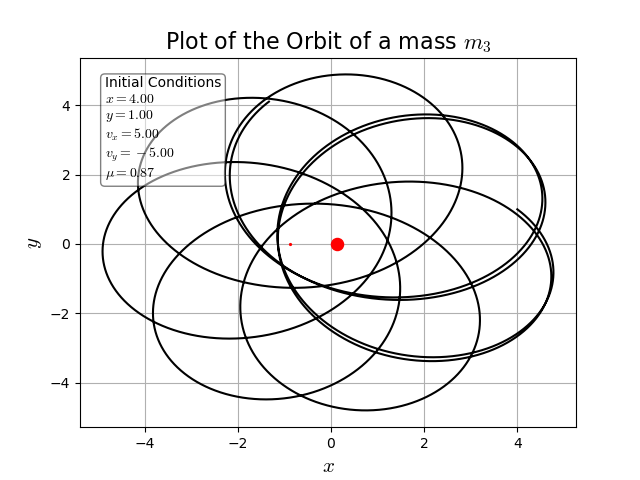 Plot of the Orbit of a mass m₃
Initial Conditions
x = 4.00
y = 1.00
vₓ = 5.00
v_y = −5.00
μ = 0.87
4
2
0
−2
−4
y
−4 −2 0 2 4
x